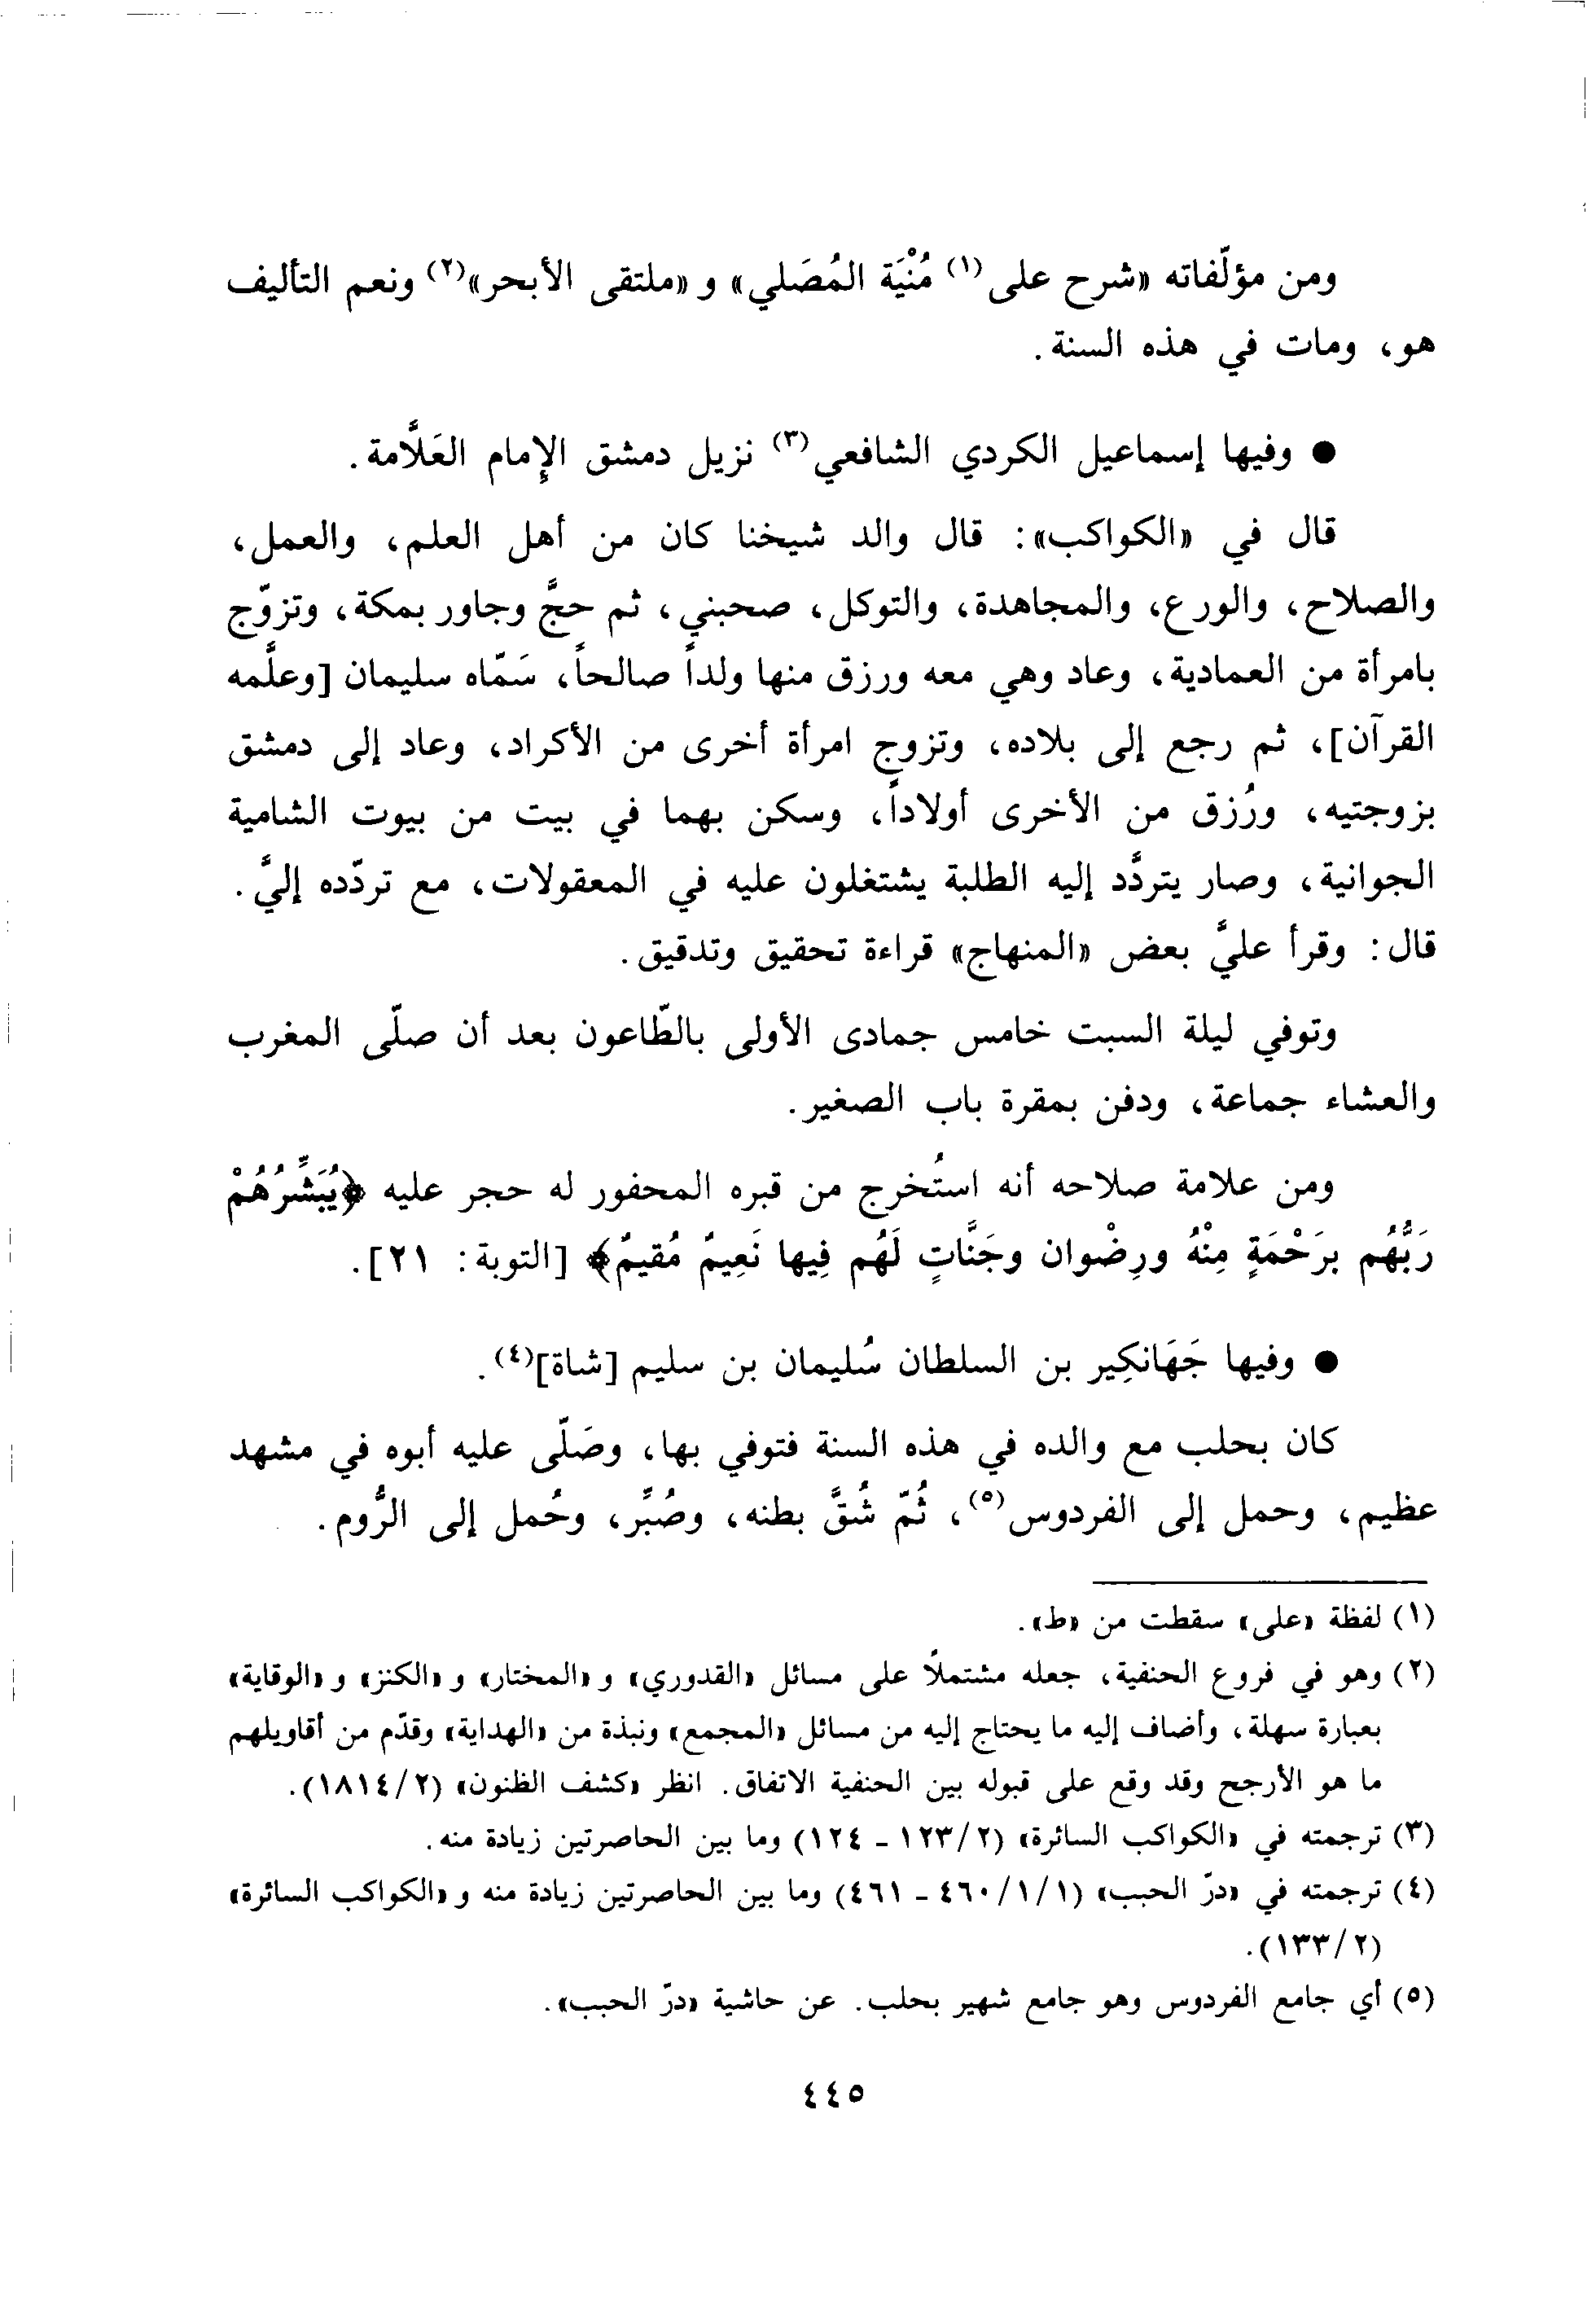 ومن مؤلّفاته «شرح على(١) مُنْيَة المُصَلي» و «ملتقى الأبحر»(٢) ونعم التأليف
هو، ومات في هذه السنة.
● وفيها إسماعيل الكردي الشافعي(٣) نزيل دمشق الإمام العَلاَّمة.
قال في «الكواكب»: قال والد شيخنا كان من أهل العلم، والعمل،
والصلاح، والورع، والمجاهدة، والتوكل، صحبني، ثم حجَّ وجاور بمكة، وتزوّج
بامرأة من العمادية، وعاد وهي معه ورزق منها ولداً صالحاً، سَمّاه سليمان [وعلَّمه
القرآن]، ثم رجع إلى بلاده، وتزوج امرأة أخرى من الأكراد، وعاد إلى دمشق
بزوجتيه، ورُزق من الأخرى أولاداً، وسكن بهما في بيت من بيوت الشامية
الجوانية، وصار يتردَّد إليه الطلبة يشتغلون عليه في المعقولات، مع تردّده إليَّ.
قال: وقرأ عليَّ بعض «المنهاج» قراءة تحقيق وتدقيق.
وتوفي ليلة السبت خامس جمادى الأولى بالطّاعون بعد أن صلّى المغرب
والعشاء جماعة، ودفن بمقرة باب الصغير.
ومن علامة صلاحه أنه استُخرج من قبره المحفور له حجر عليه ﴿يُبَشِّرُهُمْ
رَبُّهُم برَحْمَةٍ مِنْهُ ورِضْوان وجَنَّاتٍ لَهُم فِيها نَعِيمٌ مُقيمٌ﴾ [التوبة: ٢١].
● وفيها جَهَانكِير بن السلطان سُليمان بن سليم [شاة](٤).
كان بحلب مع والده في هذه السنة فتوفي بها، وصَلّى عليه أبوه في مشهد
عظيم، وحمل إلى الفردوس(٥)، ثُمّ شُقَّ بطنه، وصُبِّر، وحُمل إلى الرُّوم.
(١) لفظة «على» سقطت من «ط».
(٢) وهو في فروع الحنفية، جعله مشتملاً على مسائل «القدوري» و «المختار» و «الكنز» و «الوقاية»
بعبارة سهلة، وأضاف إليه ما يحتاج إليه من مسائل «المجمع» ونبذة من «الهداية» وقدّم من أقاويلهم
ما هو الأرجح وقد وقع على قبوله بين الحنفية الاتفاق. انظر «كشف الظنون» (٢/ ١٨١٤).
(٣) ترجمته في «الكواكب السائرة» (٢/ ١٢٣ - ١٢٤) وما بين الحاصرتين زيادة منه.
(٤) ترجمته في «درّ الحبب» (١/ ١/ ٤٦٠ - ٤٦١) وما بين الحاصرتين زيادة منه و «الكواكب السائرة»
(٢/ ١٣٣).
(٥) أي جامع الفردوس وهو جامع شهير بحلب. عن حاشية «درّ الحبب».
٤٤٥